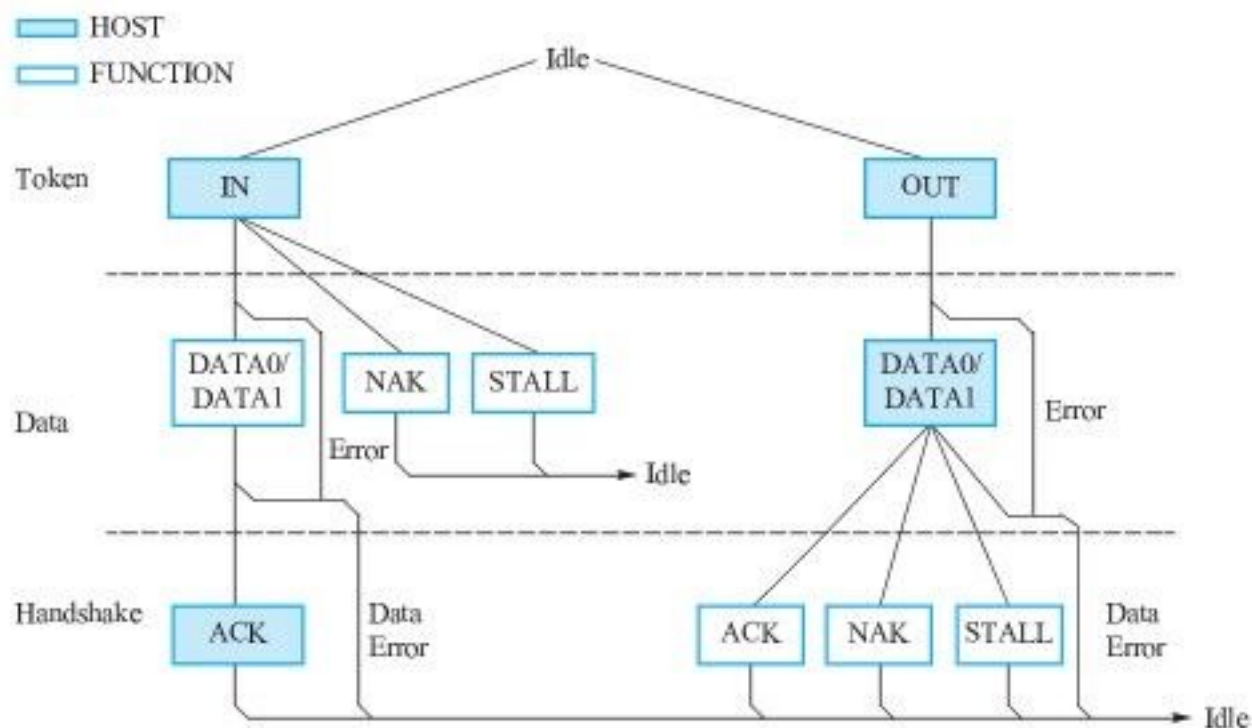 HOST
FUNCTION
Idle
Token
IN
OUT
Data
DATA0/
DATA1
NAK
STALL
Error
Idle
DATA0/
DATA1
Error
Handshake
ACK
Data
Error
ACK
NAK
STALL
Data
Error
Idle